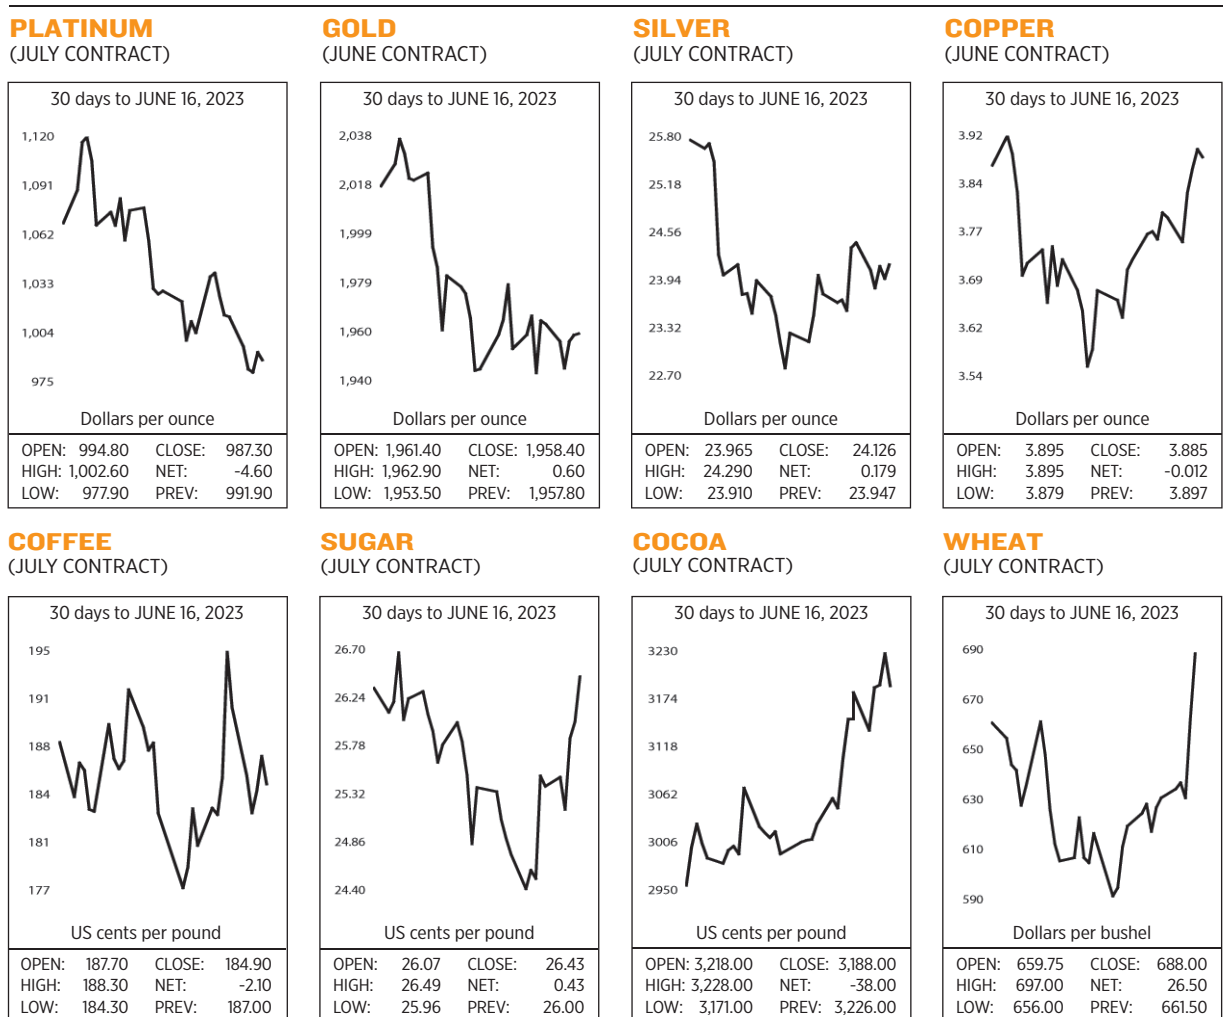 PLATINUM
(JULY CONTRACT)
30 days to JUNE 16, 2023
1,120
1,091
1,062
1,033
1,004
975
Dollars per ounce
OPEN: 994.80 CLOSE: 987.30
HIGH: 1,002.60 NET: -4.60
LOW: 977.90 PREV: 991.90
GOLD
(JUNE CONTRACT)
30 days to JUNE 16, 2023
2,038
2,018
1,999
1,979
1,960
1,940
Dollars per ounce
OPEN: 1,961.40 CLOSE: 1,958.40
HIGH: 1,962.90 NET: 0.60
LOW: 1,953.50 PREV: 1,957.80
SILVER
(JULY CONTRACT)
30 days to JUNE 16, 2023
25.80
25.18
24.56
23.94
23.32
22.70
Dollars per ounce
OPEN: 23.965 CLOSE: 24.126
HIGH: 24.290 NET: 0.179
LOW: 23.910 PREV: 23.947
COPPER
(JUNE CONTRACT)
30 days to JUNE 16, 2023
3.92
3.84
3.77
3.69
3.62
3.54
Dollars per ounce
OPEN: 3.895 CLOSE: 3.885
HIGH: 3.895 NET: -0.012
LOW: 3.879 PREV: 3.897
COFFEE
(JULY CONTRACT)
30 days to JUNE 16, 2023
195
191
188
184
181
177
US cents per pound
OPEN: 187.70 CLOSE: 184.90
HIGH: 188.30 NET: -2.10
LOW: 184.30 PREV: 187.00
SUGAR
(JULY CONTRACT)
30 days to JUNE 16, 2023
26.70
26.24
25.78
25.32
24.86
24.40
US cents per pound
OPEN: 26.07 CLOSE: 26.43
HIGH: 26.49 NET: 0.43
LOW: 25.96 PREV: 26.00
COCOA
(JULY CONTRACT)
30 days to JUNE 16, 2023
3230
3174
3118
3062
3006
2950
US cents per pound
OPEN: 3,218.00 CLOSE: 3,188.00
HIGH: 3,228.00 NET: -38.00
LOW: 3,171.00 PREV: 3,226.00
WHEAT
(JULY CONTRACT)
30 days to JUNE 16, 2023
690
670
650
630
610
590
Dollars per bushel
OPEN: 659.75 CLOSE: 688.00
HIGH: 697.00 NET: 26.50
LOW: 656.00 PREV: 661.50